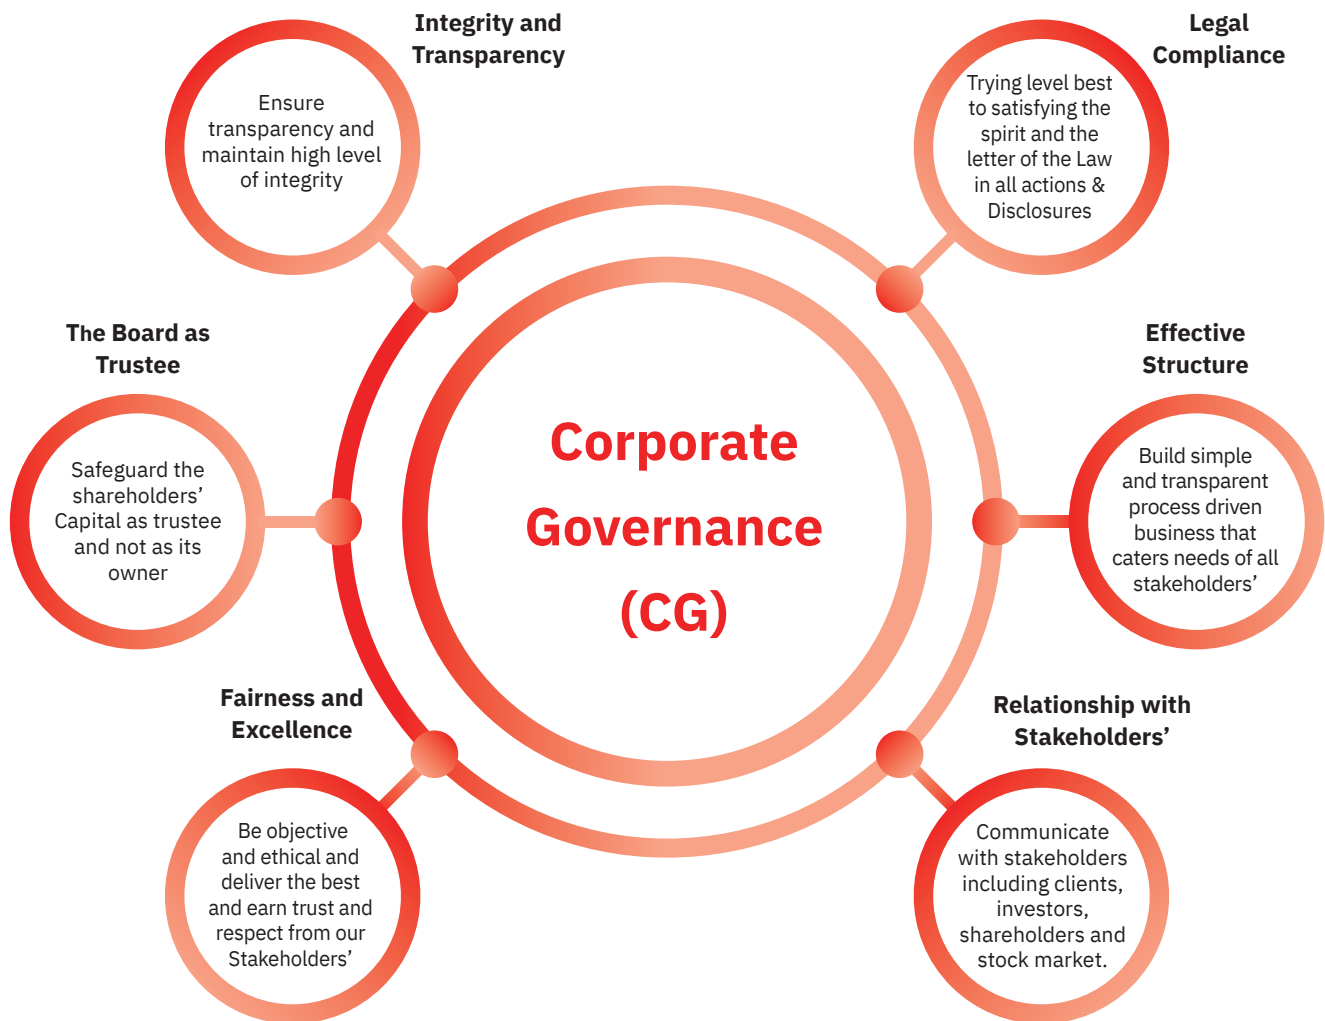 Integrity and
Transparency
Ensure
transparency and
maintain high level
of integrity
Legal
Compliance
Trying level best
to satisfying the
spirit and the
letter of the Law
in all actions &
Disclosures
The Board as
Trustee
Safeguard the
shareholders’
Capital as trustee
and not as its
owner
Corporate
Governance
(CG)
Effective
Structure
Build simple
and transparent
process driven
business that
caters needs of all
stakeholders’
Fairness and
Excellence
Be objective
and ethical and
deliver the best
and earn trust and
respect from our
Stakeholders’
Relationship with
Stakeholders’
Communicate
with stakeholders
including clients,
investors,
shareholders and
stock market.